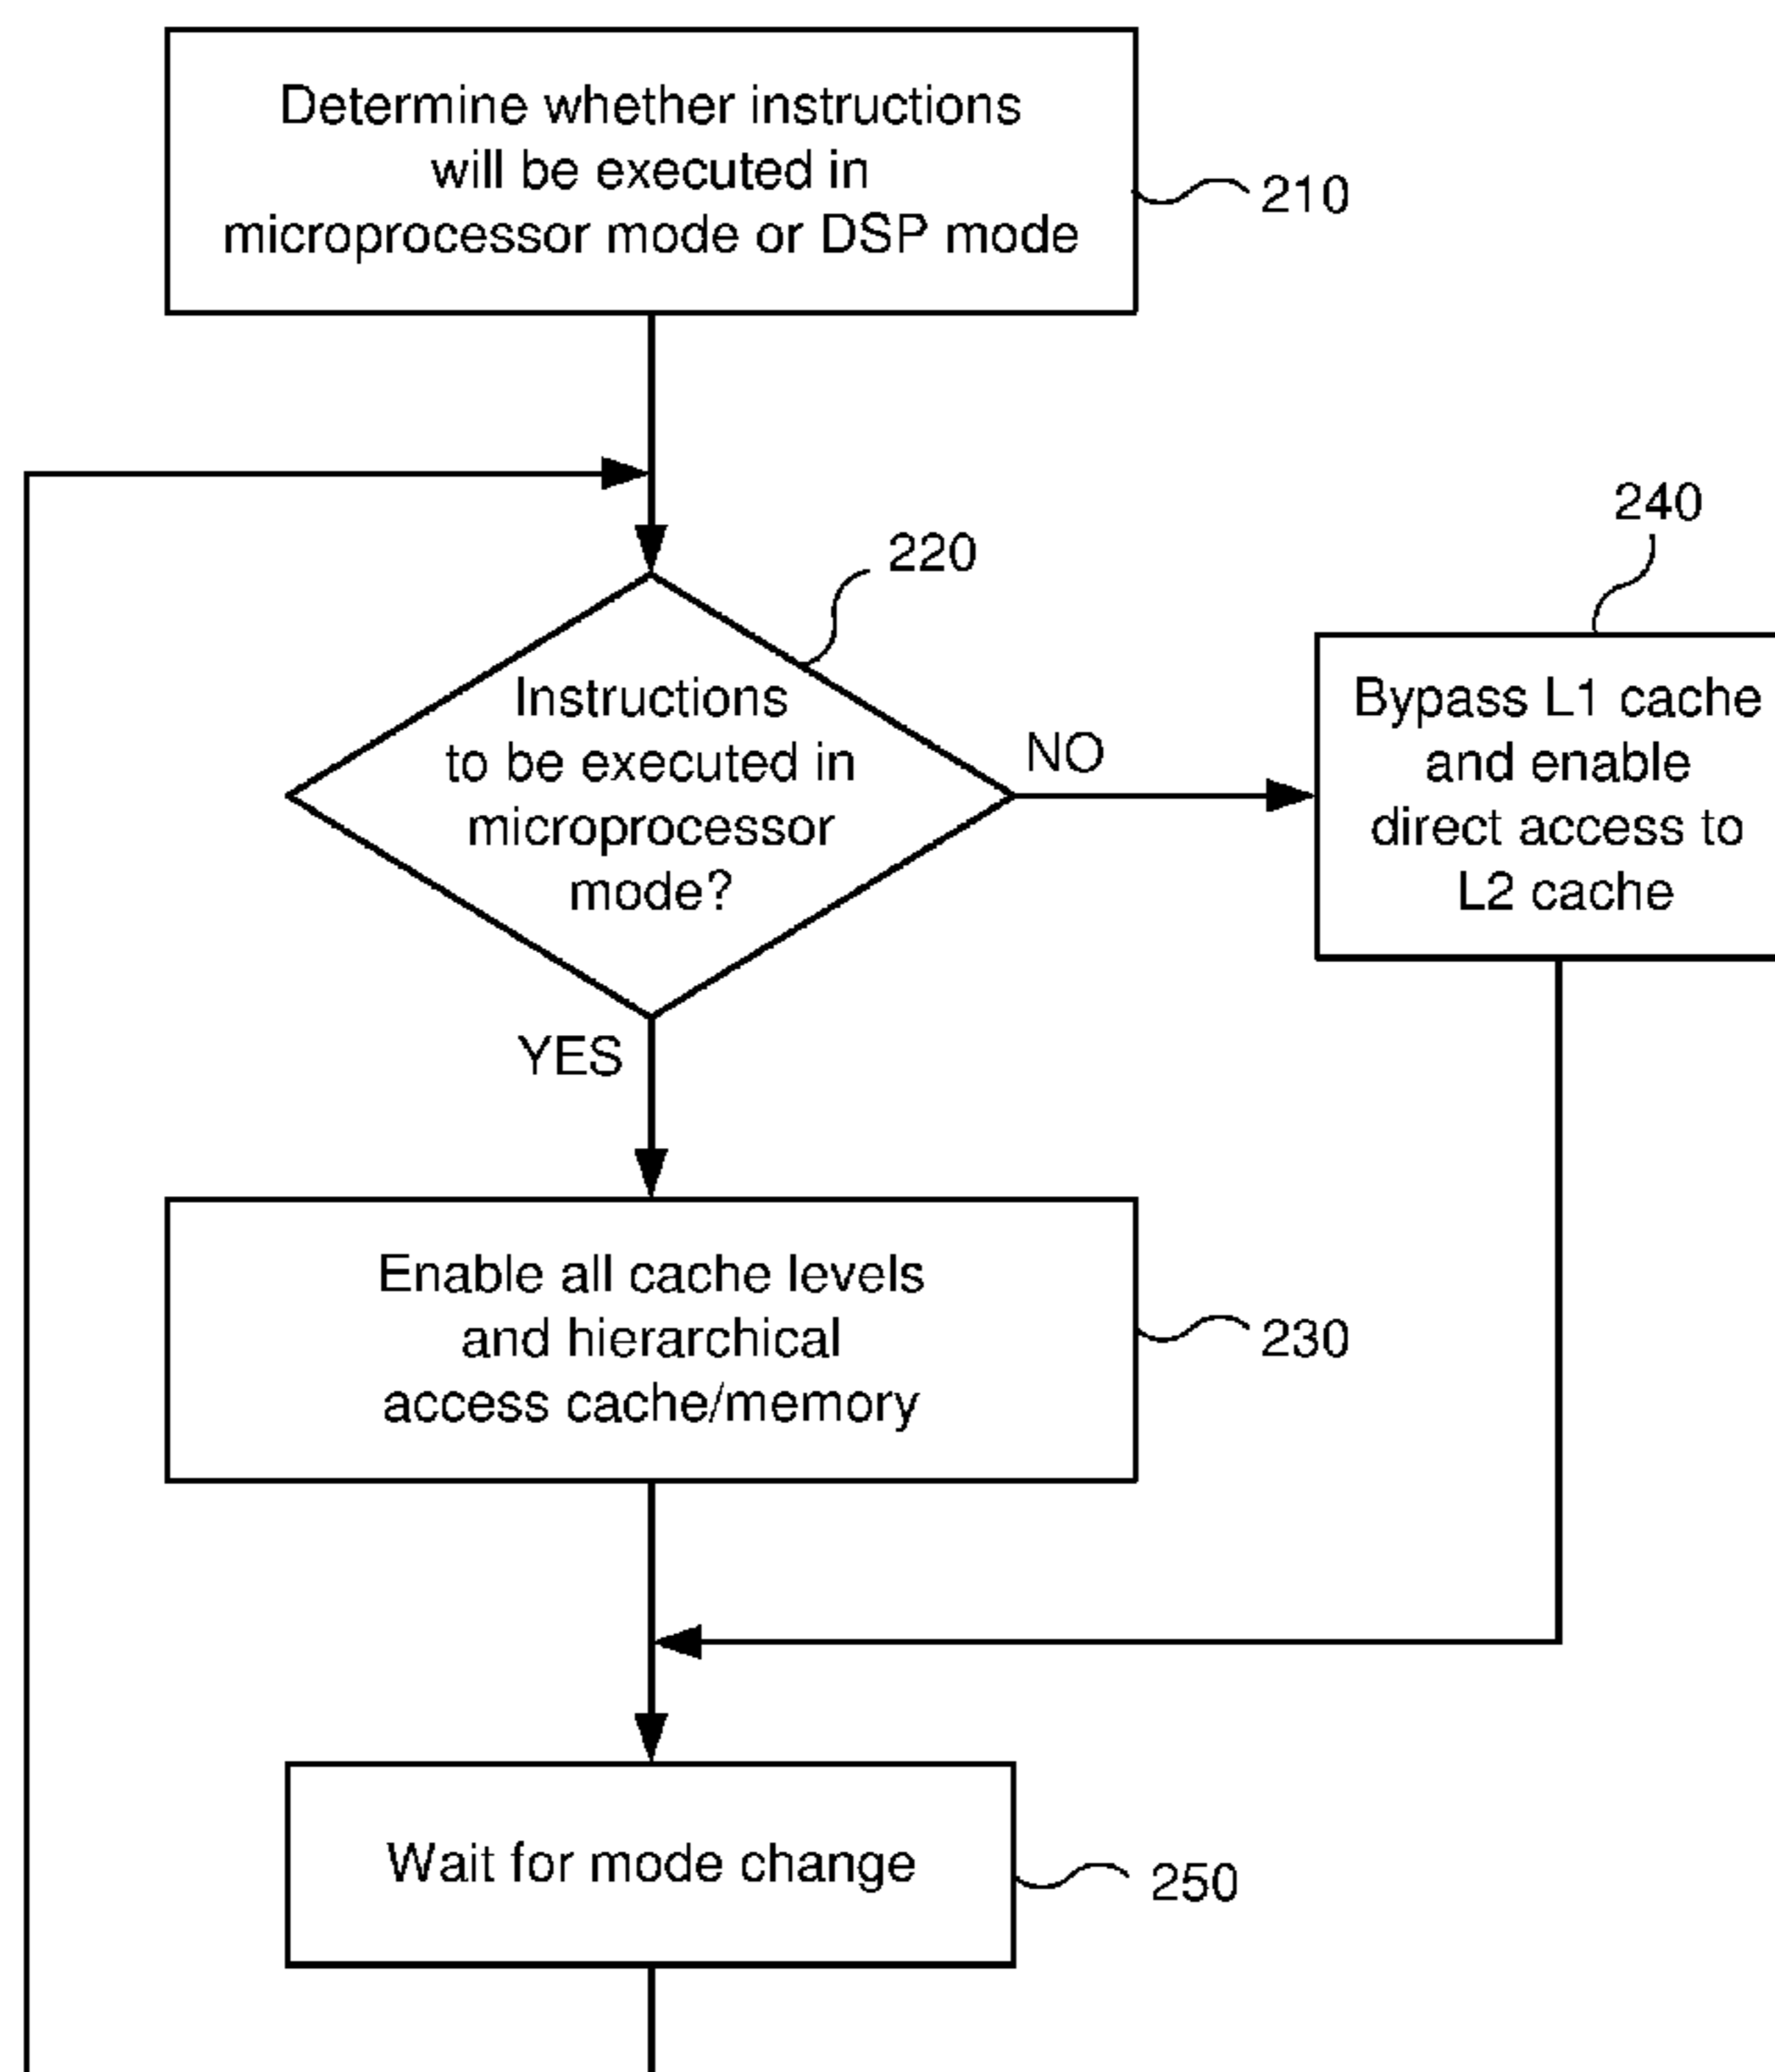 Determine whether instructions
will be executed in
microprocessor mode or DSP mode
210
220
240
Instructions
to be executed in
microprocessor
mode?
NO
Bypass L1 cache
and enable
direct access to
L2 cache
YES
Enable all cache levels
and hierarchical
access cache/memory
230
Wait for mode change
250